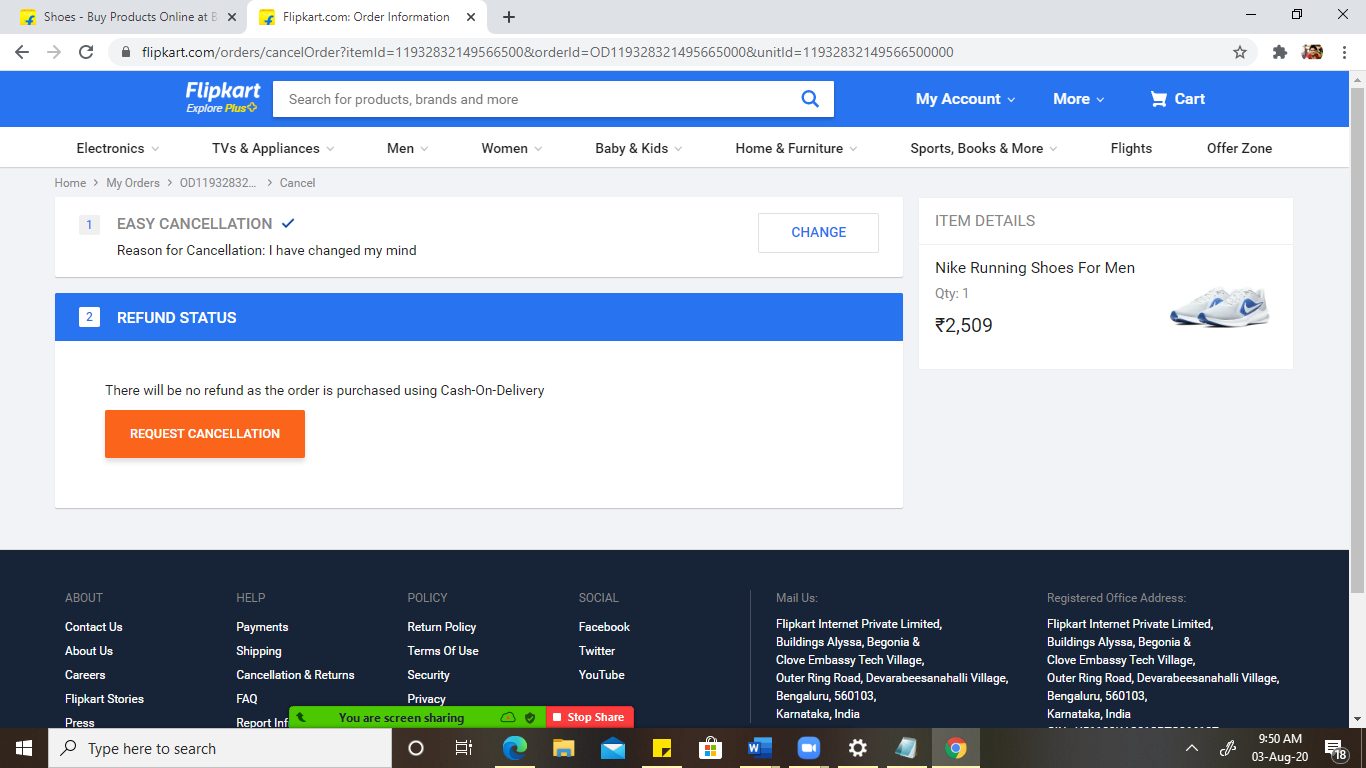 Shoes - Buy Products Online at B
Flipkart.com: Order Information
flipkart.com/orders/cancelOrder?itemId=11932832149566500&orderId=OD119328321495665000&unitId=1193283214956650000​0
Flipkart
Explore Plus
Search for products, brands and more
My Account
More
Cart
Electronics
TVs & Appliances
Men
Women
Baby & Kids
Home & Furniture
Sports, Books & More
Flights
Offer Zone
Home
My Orders
OD11932832...
Cancel
1
EASY CANCELLATION
Reason for Cancellation: I have changed my mind
CHANGE
2
REFUND STATUS
There will be no refund as the order is purchased using Cash-On-Delivery
REQUEST CANCELLATION
ITEM DETAILS
Nike Running Shoes For Men
Qty: 1
₹2,509
ABOUT
Contact Us
About Us
Careers
Flipkart Stories
Press
HELP
Payments
Shipping
Cancellation & Returns
FAQ
Report Inf
POLICY
Return Policy
Terms Of Use
Security
Privacy
SOCIAL
Facebook
Twitter
YouTube
Mail Us:
Flipkart Internet Private Limited,
Buildings Alyssa, Begonia &
Clove Embassy Tech Village,
Outer Ring Road, Devarabeesanahalli Village,
Bengaluru, 560103,
Karnataka, India
Registered Office Address:
Flipkart Internet Private Limited,
Buildings Alyssa, Begonia &
Clove Embassy Tech Village,
Outer Ring Road, Devarabeesanahalli Village,
Bengaluru, 560103,
Karnataka, India
You are screen sharing
Stop Share
Type here to search
9:50 AM
03-Aug-20
18